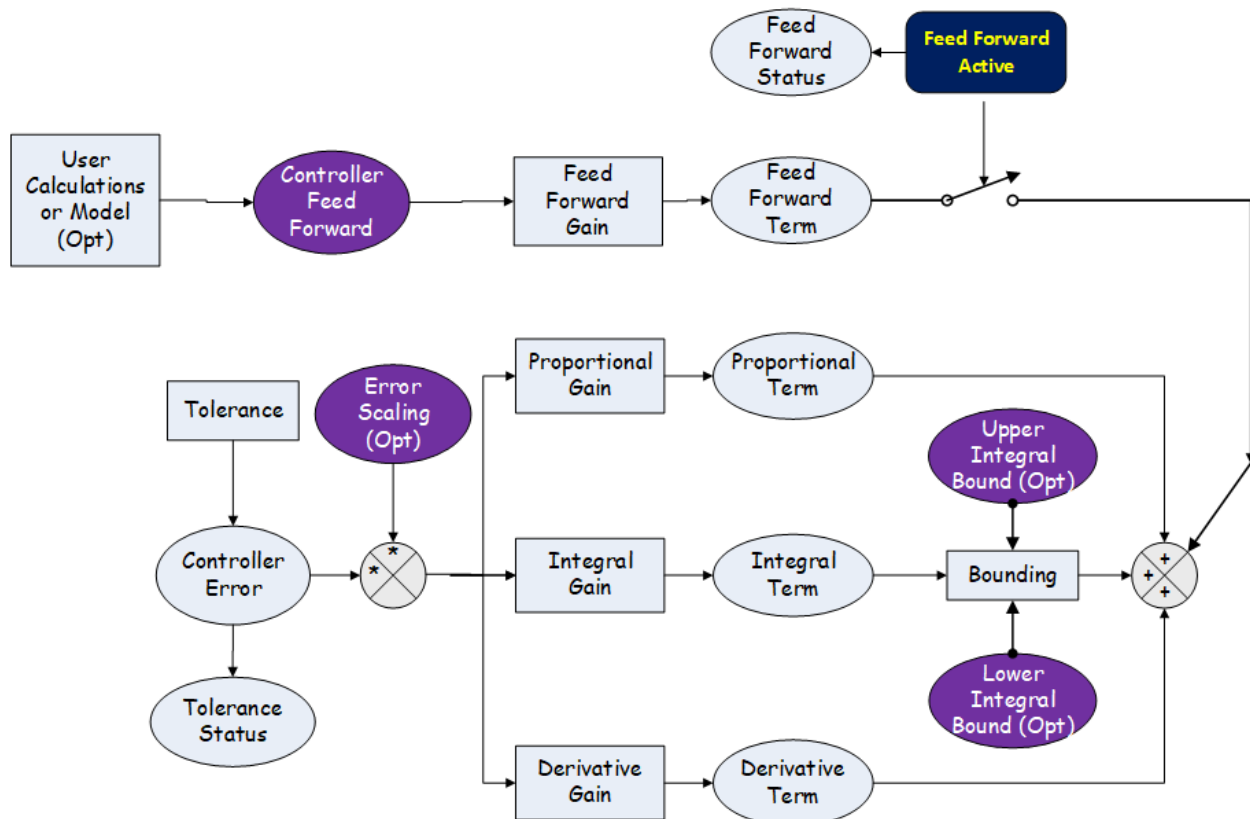 Feed
Forward
Status
Feed Forward
Active
User
Calculations
or Model
(Opt)
Controller
Feed
Forward
Feed
Forward
Gain
Feed
Forward
Term
Tolerance
Error
Scaling
(Opt)
Proportional
Gain
Proportional
Term
Upper
Integral
Bound (Opt)
Controller
Error
*
*
Integral
Gain
Integral
Term
Bounding
+
+
+
Tolerance
Status
Lower
Integral
Bound (Opt)
Derivative
Gain
Derivative
Term